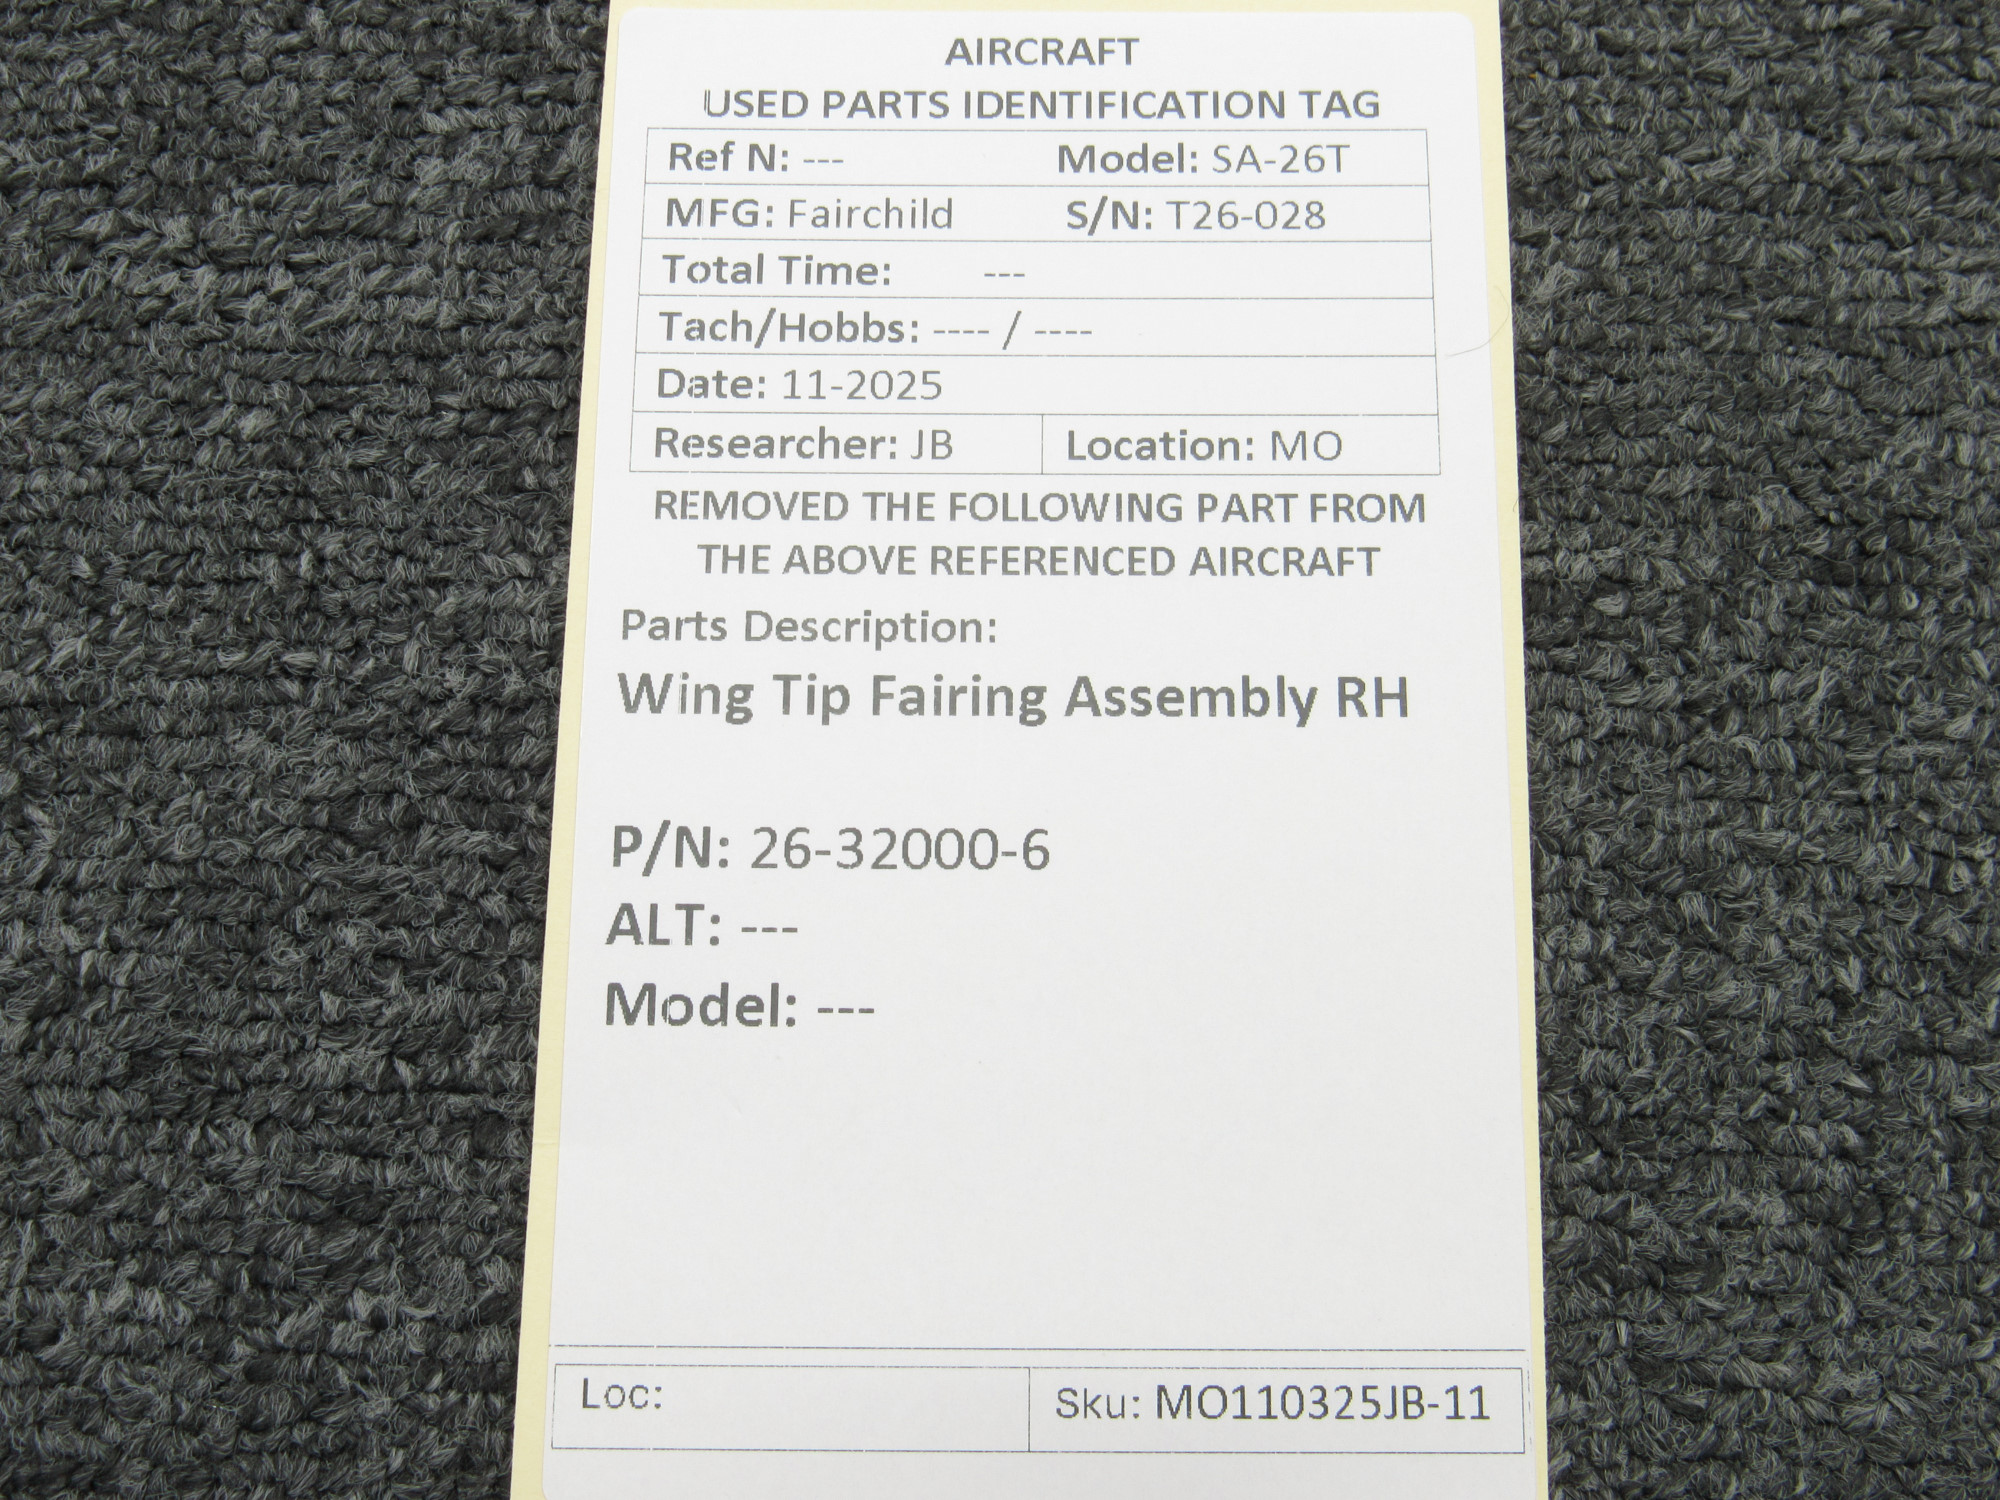 AIRCRAFT
USED PARTS IDENTIFICATION TAG
Ref N: --- Model: SA-26T
MFG: Fairchild S/N: T26-028
Total Time: ---
Tach/Hobbs: ---- / ----
Date: 11-2025
Researcher: JB Location: MO
REMOVED THE FOLLOWING PART FROM
THE ABOVE REFERENCED AIRCRAFT
Parts Description:
Wing Tip Fairing Assembly RH
P/N: 26-32000-6
ALT: ---
Model: ---
Loc: Sku: MO110325JB-11